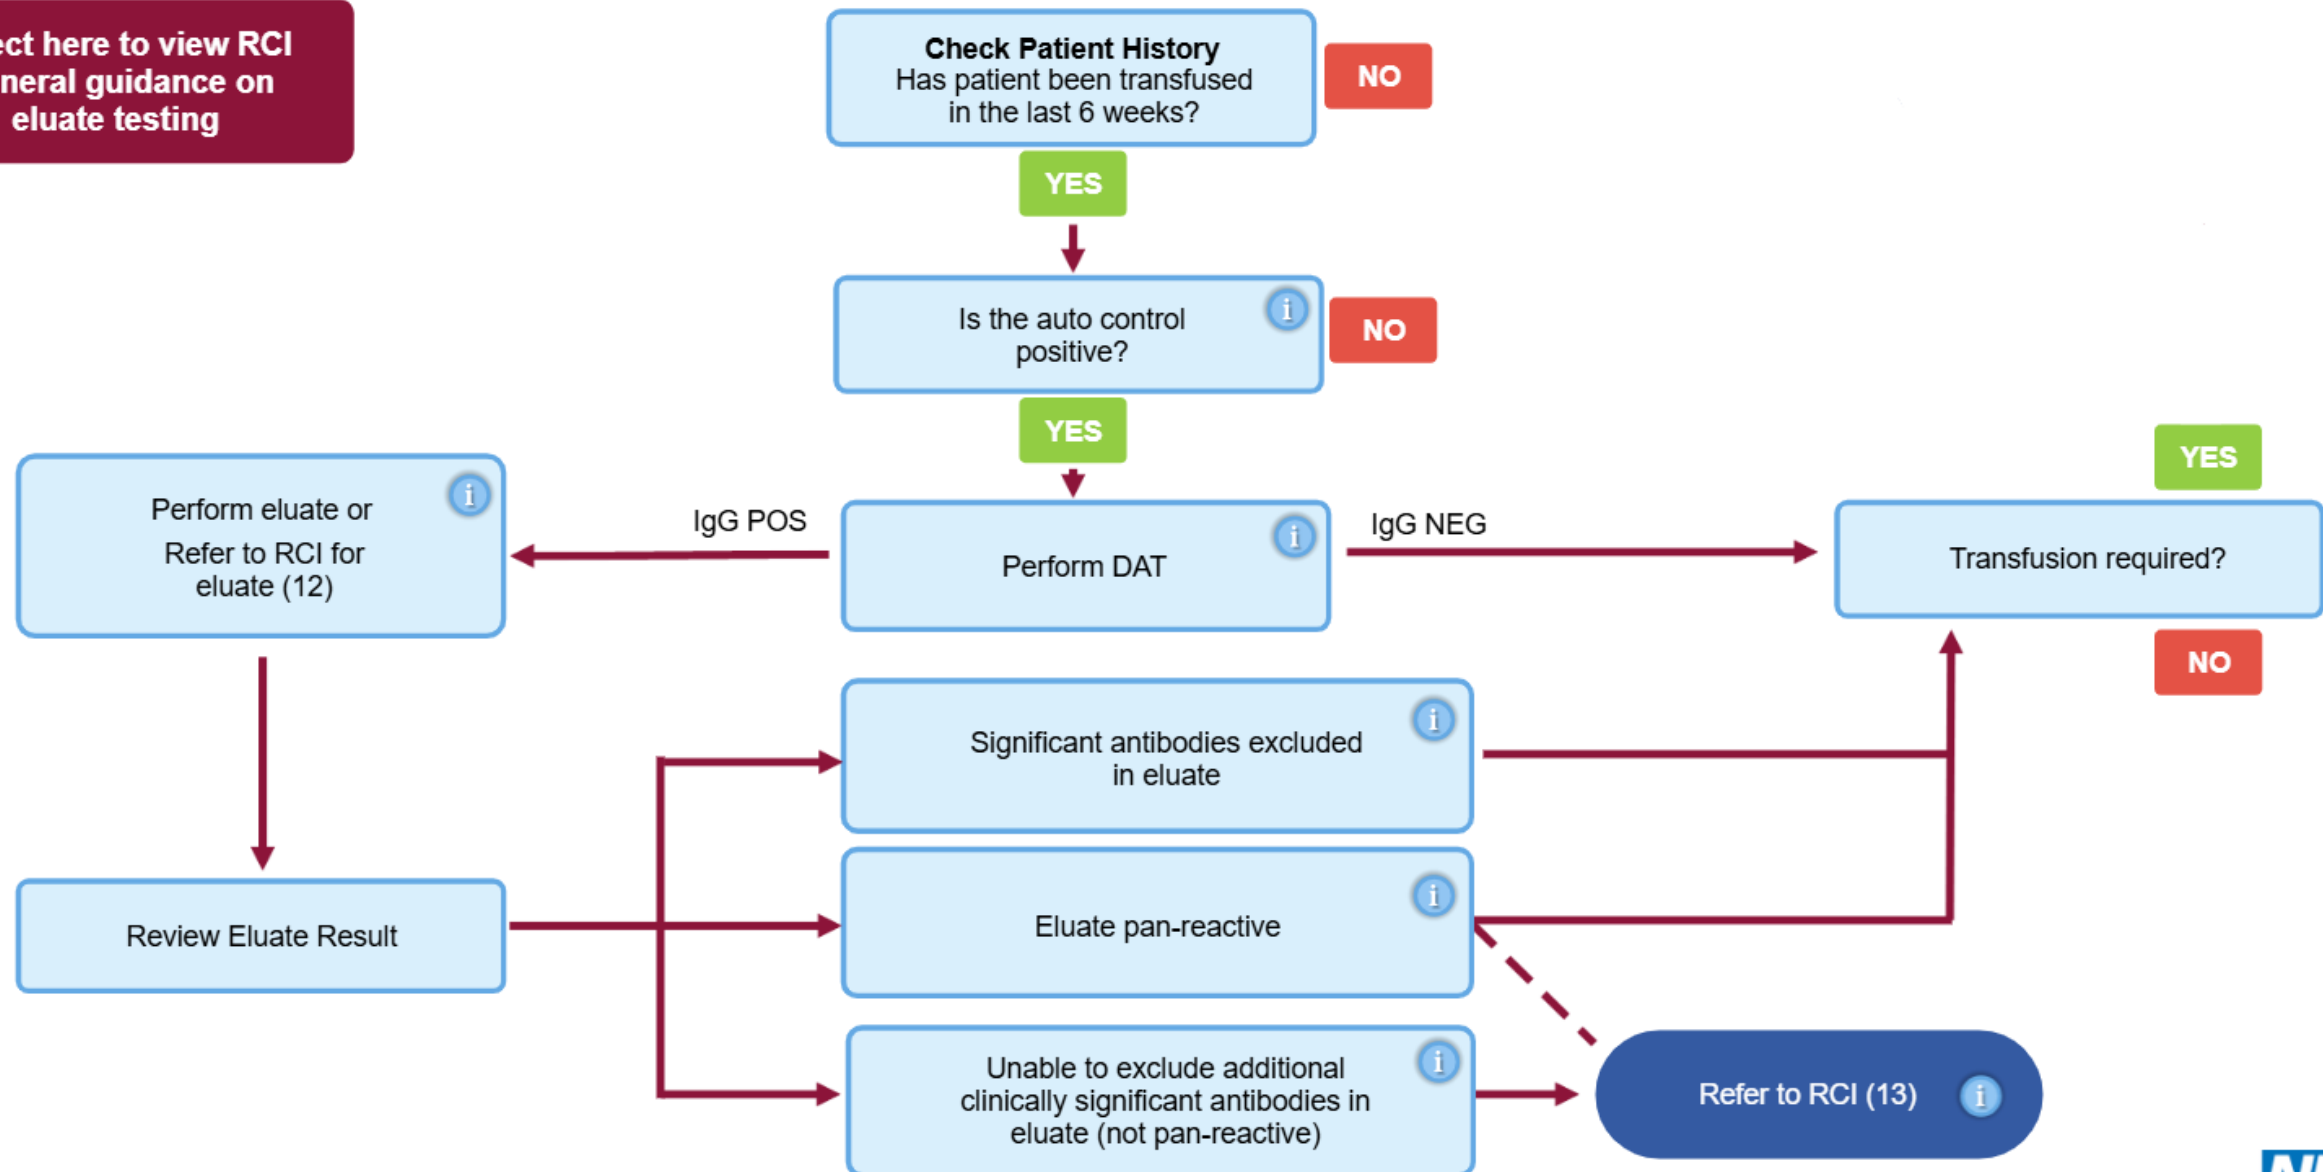 ect here to view RCI
neral guidance on
eluate testing
Check Patient History
Has patient been transfused
in the last 6 weeks?
NO
YES
Is the auto control
positive?
NO
YES
YES
Perform eluate or
Refer to RCI for
eluate (12)
IgG POS
Perform DAT
IgG NEG
Transfusion required?
NO
Significant antibodies excluded
in eluate
Review Eluate Result
Eluate pan-reactive
Unable to exclude additional
clinically significant antibodies in
eluate (not pan-reactive)
Refer to RCI (13)